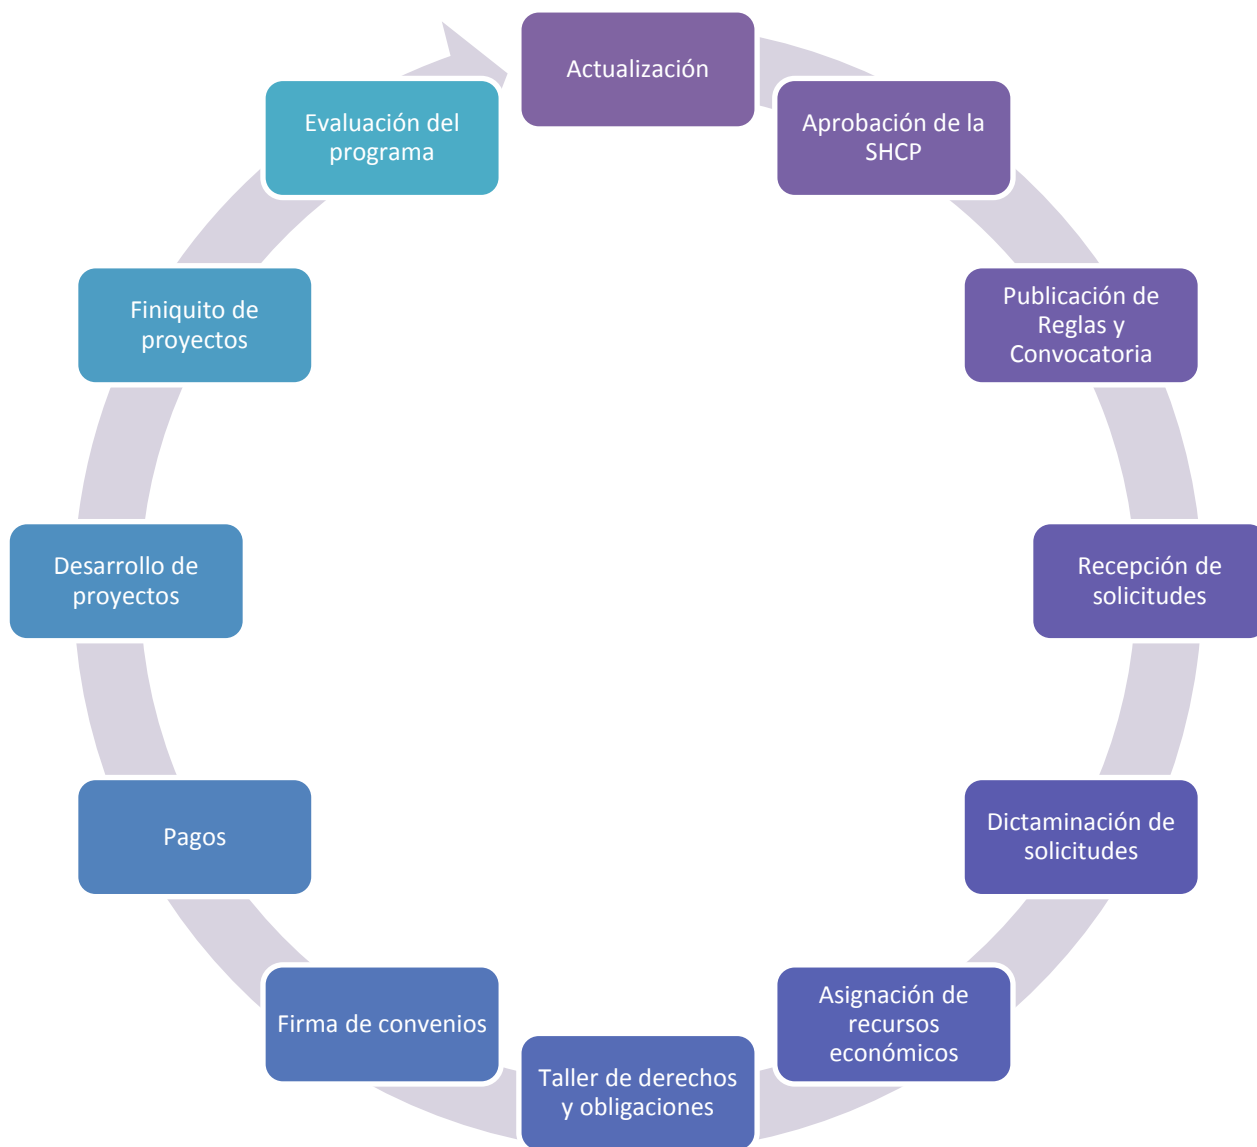 Actualización
Aprobación de la
SHCP
Publicación de
Reglas y
Convocatoria
Recepción de
solicitudes
Dictaminación de
solicitudes
Asignación de
recursos
económicos
Taller de derechos
y obligaciones
Firma de convenios
Pagos
Desarrollo de
proyectos
Finiquito de
proyectos
Evaluación del
programa